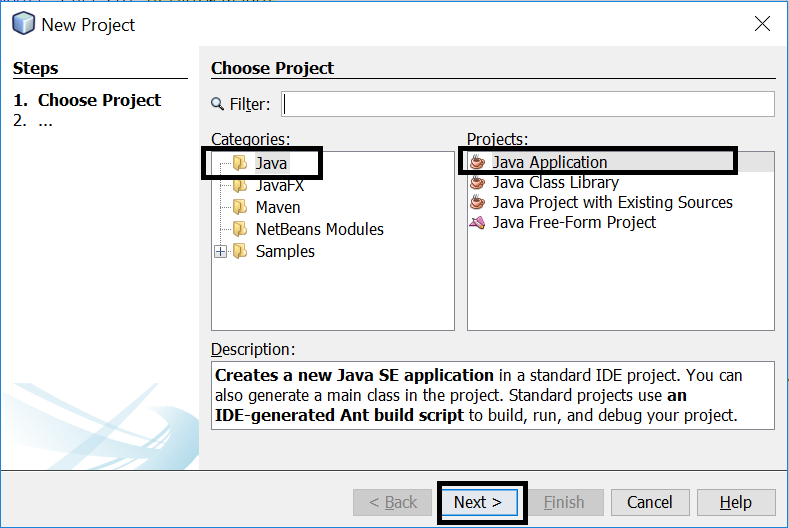 New Project
Steps
1. Choose Project
2. ...
Choose Project
Filter:
Categories:
Java
JavaFX
Maven
NetBeans Modules
Samples
Projects:
Java Application
Java Class Library
Java Project with Existing Sources
Java Free-Form Project
Description:
Creates a new Java SE application in a standard IDE project. You can
also generate a main class in the project. Standard projects use an
IDE-generated Ant build script to build, run, and debug your project.
< Back
Next >
Finish
Cancel
Help